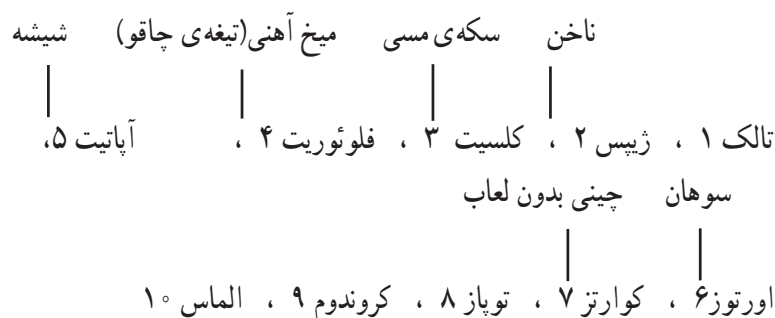 ناخن سکه‌ی مسی میخ آهنی(تیغه‌ی چاقو) شیشه
تالک ۱ ، ژیپس ۲ ، کلسیت ۳ ، فلوئوریت ۴ ، آپاتیت ۵،
سوهان چینی بدون لعاب
اورتوز۶ ، کوارتز ۷ ، توپاز ۸ ، کروندوم ۹ ، الماس ۱۰